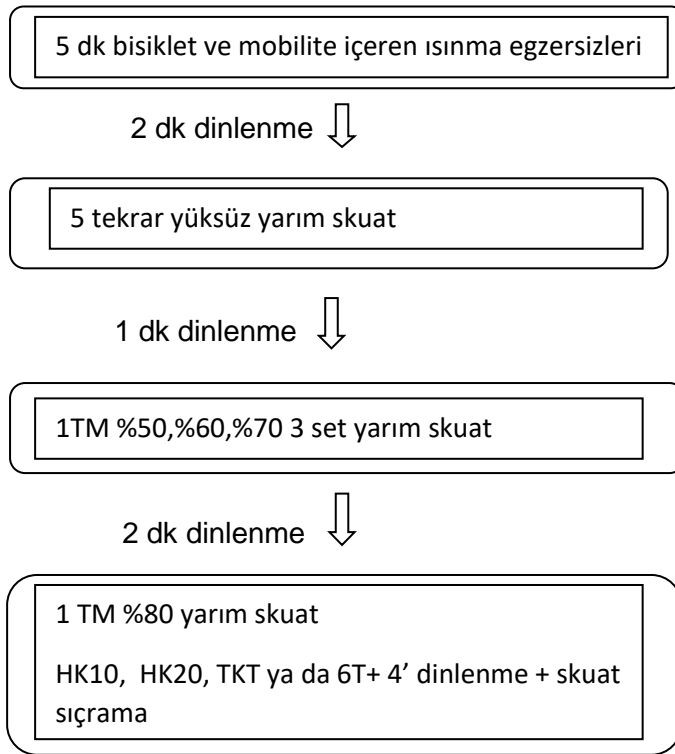 5 dk bisiklet ve mobilite içeren ısınma egzersizleri
2 dk dinlenme
5 tekrar yüksüz yarım skuat
1 dk dinlenme
1TM %50,%60,%70 3 set yarım skuat
2 dk dinlenme
1 TM %80 yarım skuat
HK10, HK20, TKT ya da 6T+ 4’ dinlenme + skuat
sıçrama